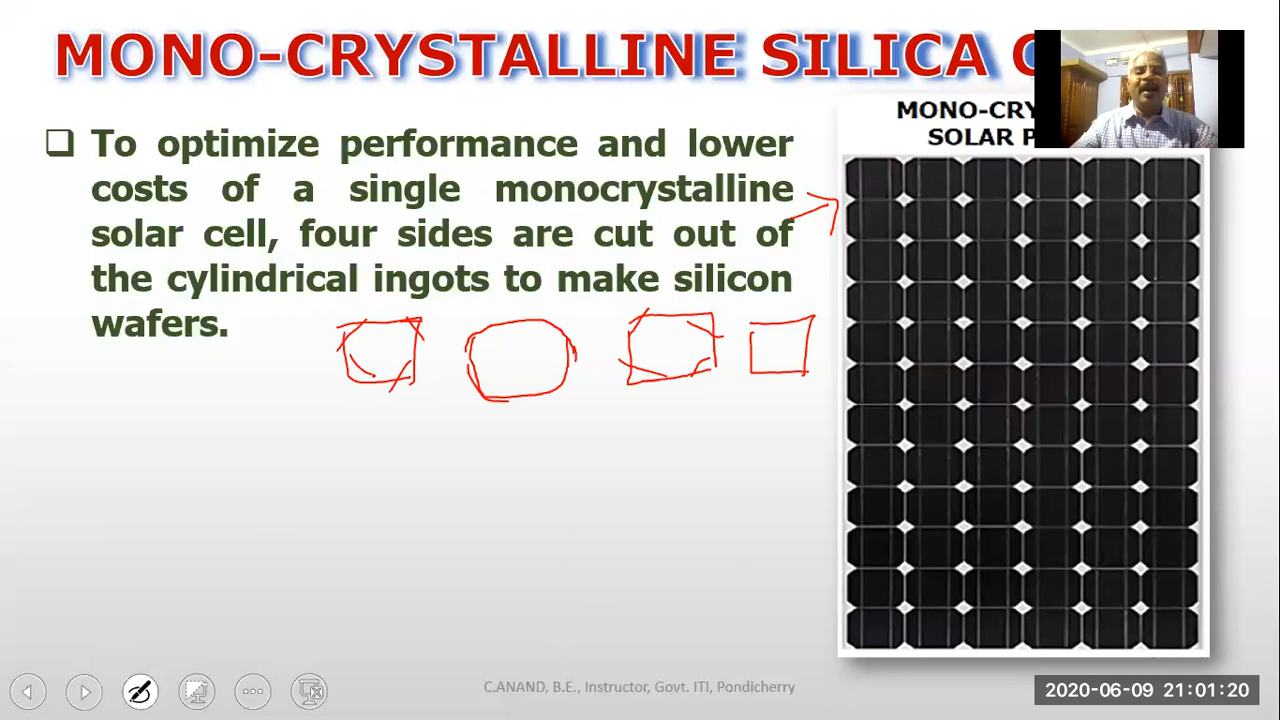 MONO-CRYSTALLINE SILICA
MONO-CRY
SOLAR P
❑ To optimize performance and lower
costs of a single monocrystalline
solar cell, four sides are cut out of
the cylindrical ingots to make silicon
wafers.
C.ANAND, B.E., Instructor, Govt. ITI, Pondicherry
2020-06-09 21:01:20